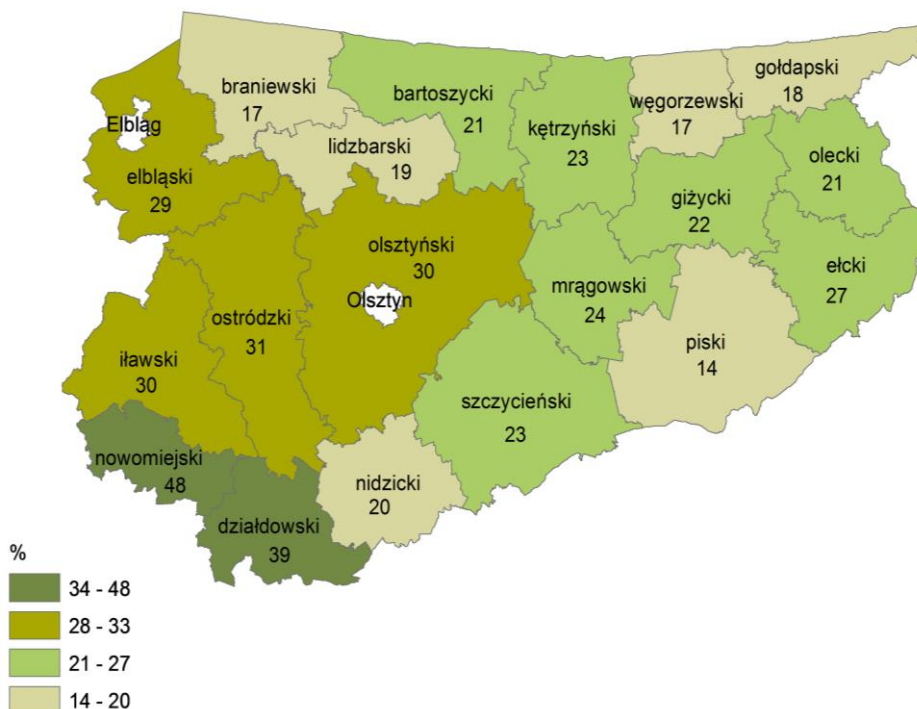 braniewski
17
bartoszycki
21
gołdapski
18
węgorzewski
17
kętrzyński
23
Elbląg
lidzbarski
19
olecki
21
elbląski
29
giżycki
22
olsztyński
30
ełcki
27
mrągowski
24
Olsztyn
ostródzki
31
piski
14
iławski
30
szczycieński
23
nowomiejski
48
nidzicki
20
działdowski
39
%
34 - 48
28 - 33
21 - 27
14 - 20